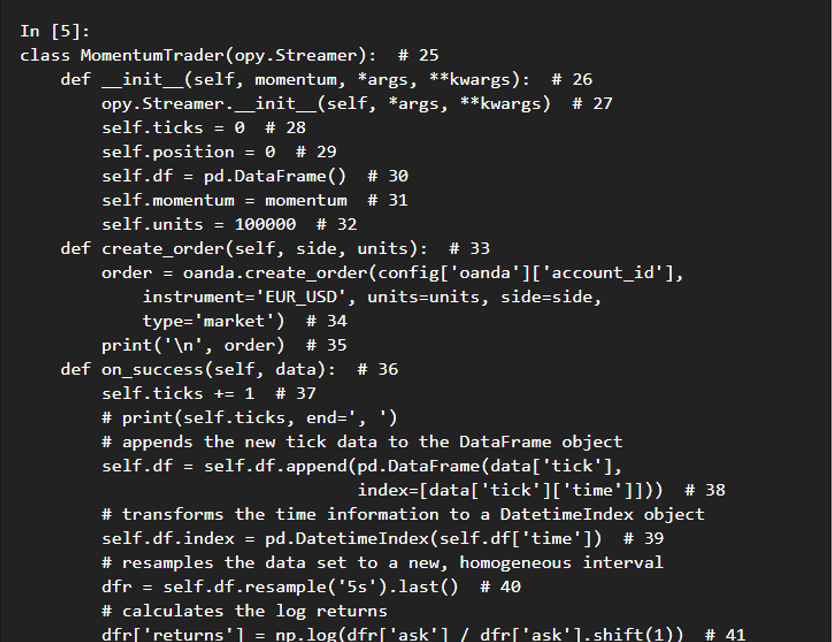 In [5]:
class MomentumTrader(opy.Streamer):  # 25
    def __init__(self, momentum, *args, **kwargs):  # 26
        opy.Streamer.__init__(self, *args, **kwargs)  # 27
        self.ticks = 0  # 28
        self.position = 0  # 29
        self.df = pd.DataFrame()  # 30
        self.momentum = momentum  # 31
        self.units = 100000  # 32
    def create_order(self, side, units):  # 33
        order = oanda.create_order(config['oanda']['account_id'],
            instrument='EUR_USD', units=units, side=side,
            type='market')  # 34
        print('\n', order)  # 35
    def on_success(self, data):  # 36
        self.ticks += 1  # 37
        # print(self.ticks, end=', ')
        # appends the new tick data to the DataFrame object
        self.df = self.df.append(pd.DataFrame(data['tick'],
                                 index=[data['tick']['time']]))  # 38
        # transforms the time information to a DatetimeIndex object
        self.df.index = pd.DatetimeIndex(self.df['time'])  # 39
        # resamples the data set to a new, homogeneous interval
        dfr = self.df.resample('5s').last()  # 40
        # calculates the log returns
        dfr['returns'] = np.log(dfr['ask'] / dfr['ask'].shift(1))  # 41